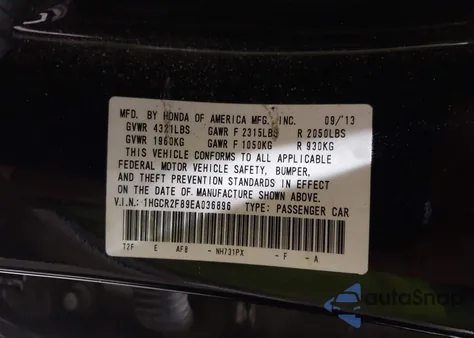 MFD. BY HONDA OF AMERICA MFG., INC. 09/13
GVWR 4321LBS GAWR F 2315LBS R 2050LBS
GVWR 1960KG GAWR F 1050KG R 930KG
THIS VEHICLE CONFORMS TO ALL APPLICABLE
FEDERAL MOTOR VEHICLE SAFETY, BUMPER,
AND THEFT PREVENTION STANDARDS IN EFFECT
ON THE DATE OF MANUFACTURE SHOWN ABOVE.
V.I.N.: 1HGCR2F89EA036896 TYPE: PASSENGER CAR
T2F E AF8 - NH731PX - F - A
autoSnap